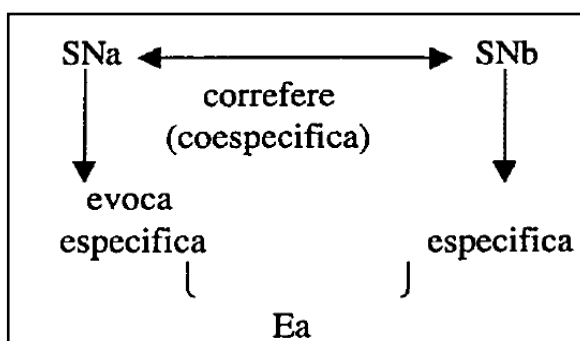 SNa SNb
correfere
(coespecifica)
evoca
especifica especifica
Ea